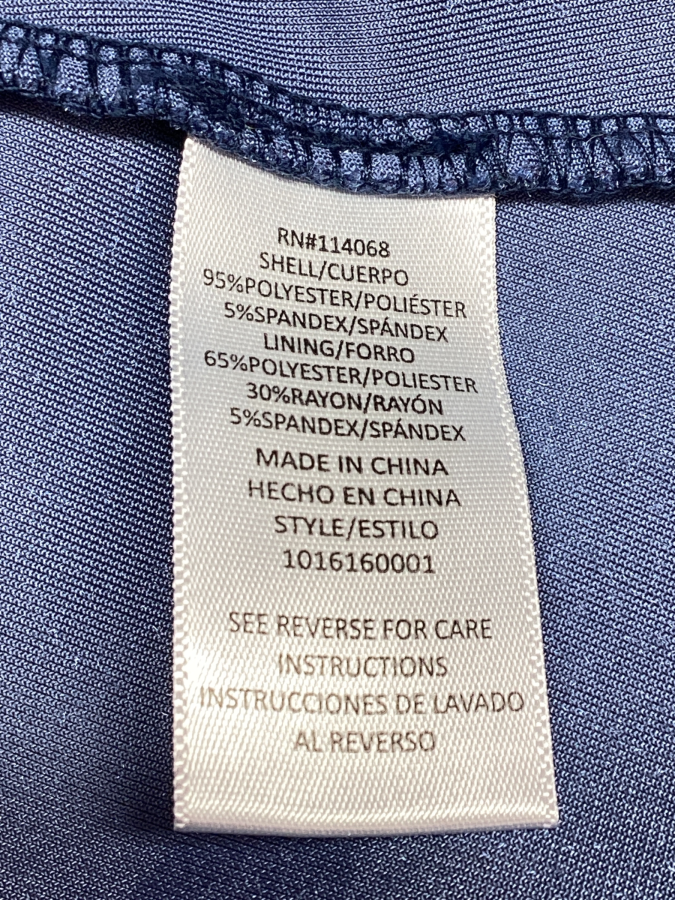 RN#114068
SHELL/CUERPO
95%POLYESTER/POLIÉSTER
5%SPANDEX/SPÁNDEX
LINING/FORRO
65%POLYESTER/POLIESTER
30%RAYON/RAYÓN
5%SPANDEX/SPÁNDEX
MADE IN CHINA
HECHO EN CHINA
STYLE/ESTILO
1016160001
SEE REVERSE FOR CARE
INSTRUCTIONS
INSTRUCCIONES DE LAVADO
AL REVERSO